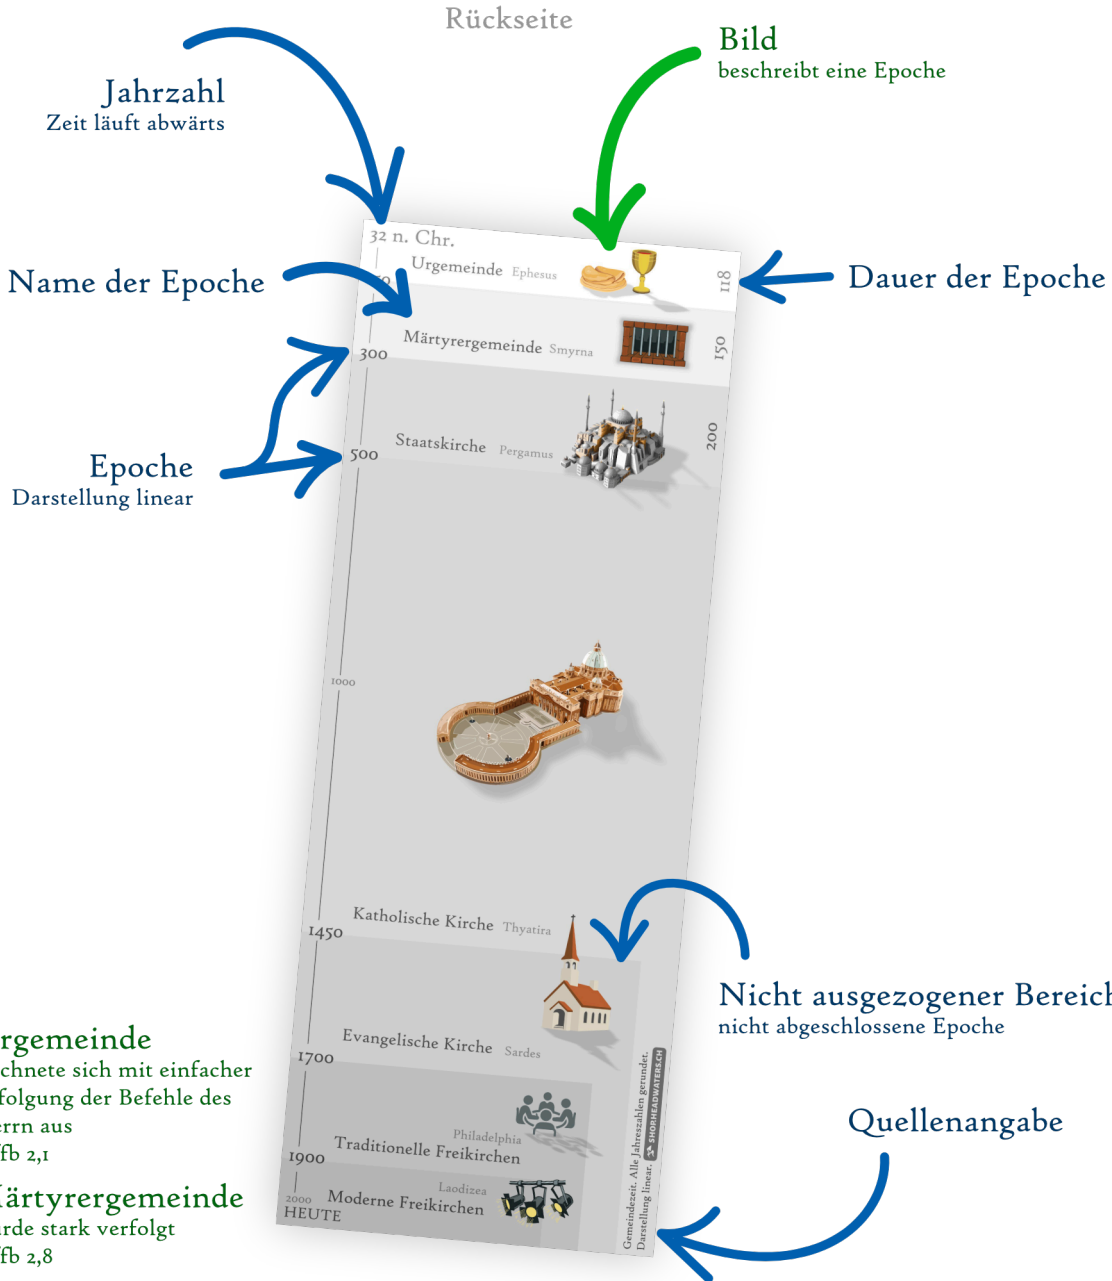 Rückseite
Bild
beschreibt eine Epoche
Jahrzahl
Zeit läuft abwärts
32 n. Chr.
Urgemeinde Ephesus
118
Name der Epoche
Dauer der Epoche
Märtyrergemeinde Smyrna
150
300
Staatskirche Pergamus
200
500
Epoche
Darstellung linear
1000
Katholische Kirche Thyatira
1450
Nicht ausgezogener Bereich
nicht abgeschlossene Epoche
Evangelische Kirche Sardes
1700
Philadelphia
Traditionelle Freikirchen
1900
Laodizea
Moderne Freikirchen
2000
HEUTE
Gemeindezeit. Alle Jahreszahlen gerundet.
Darstellung linear. SHOP.HEADWATERS.CH
Quellenangabe
rgemeinde
chnete sich mit einfacher
folgung der Befehle des
rrn aus
fb 2,1
ärtyrergemeinde
rde stark verfolgt
fb 2,8